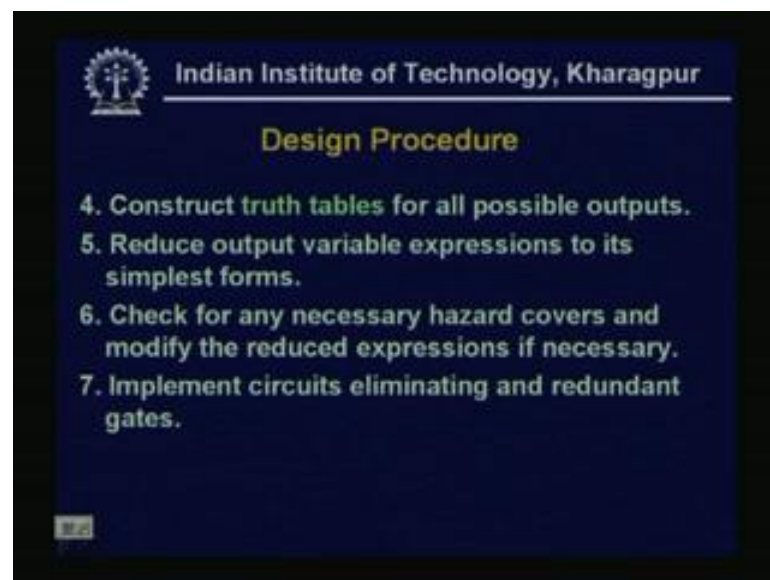 Indian Institute of Technology, Kharagpur
Design Procedure
4. Construct truth tables for all possible outputs.
5. Reduce output variable expressions to its
simplest forms.
6. Check for any necessary hazard covers and
modify the reduced expressions if necessary.
7. Implement circuits eliminating and redundant
gates.